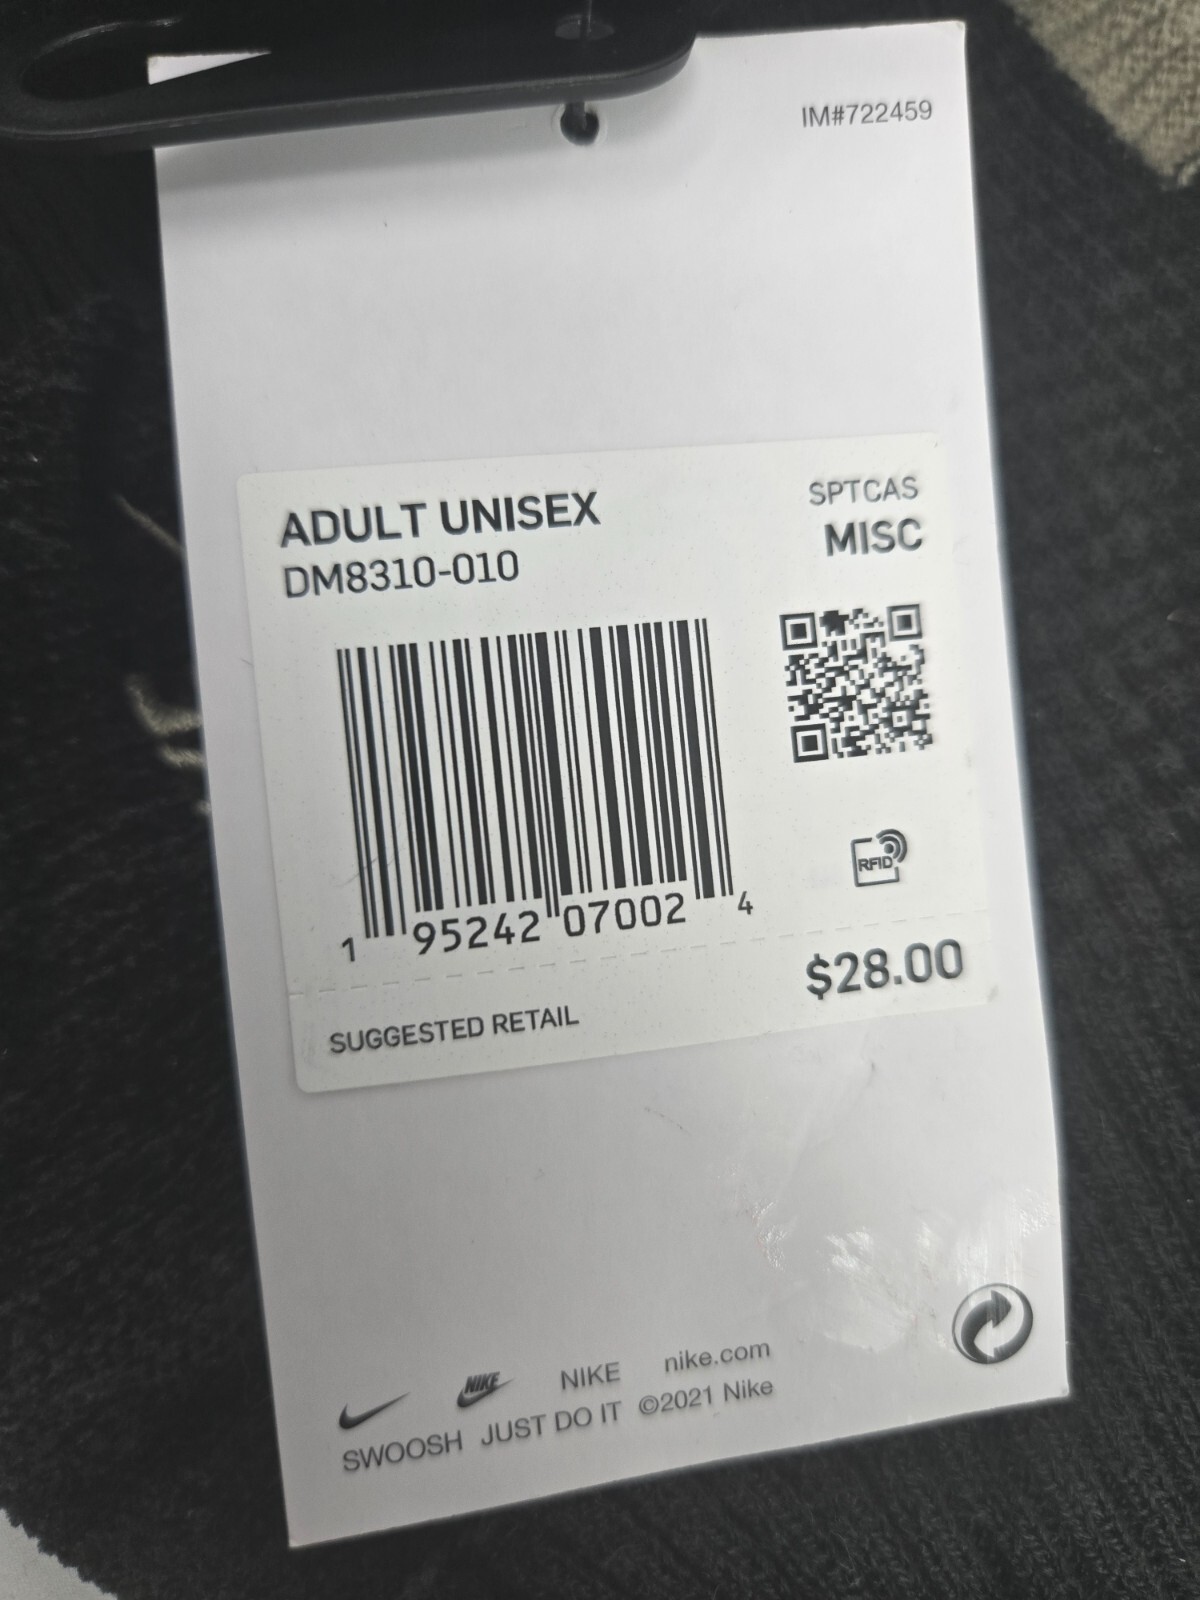 IM#722459
ADULT UNISEX
DM8310-010
SPTCAS
MISC
RFID
1 95242 07002 4
$28.00
SUGGESTED RETAIL
NIKE NIKE nike.com
SWOOSH JUST DO IT ©2021 Nike